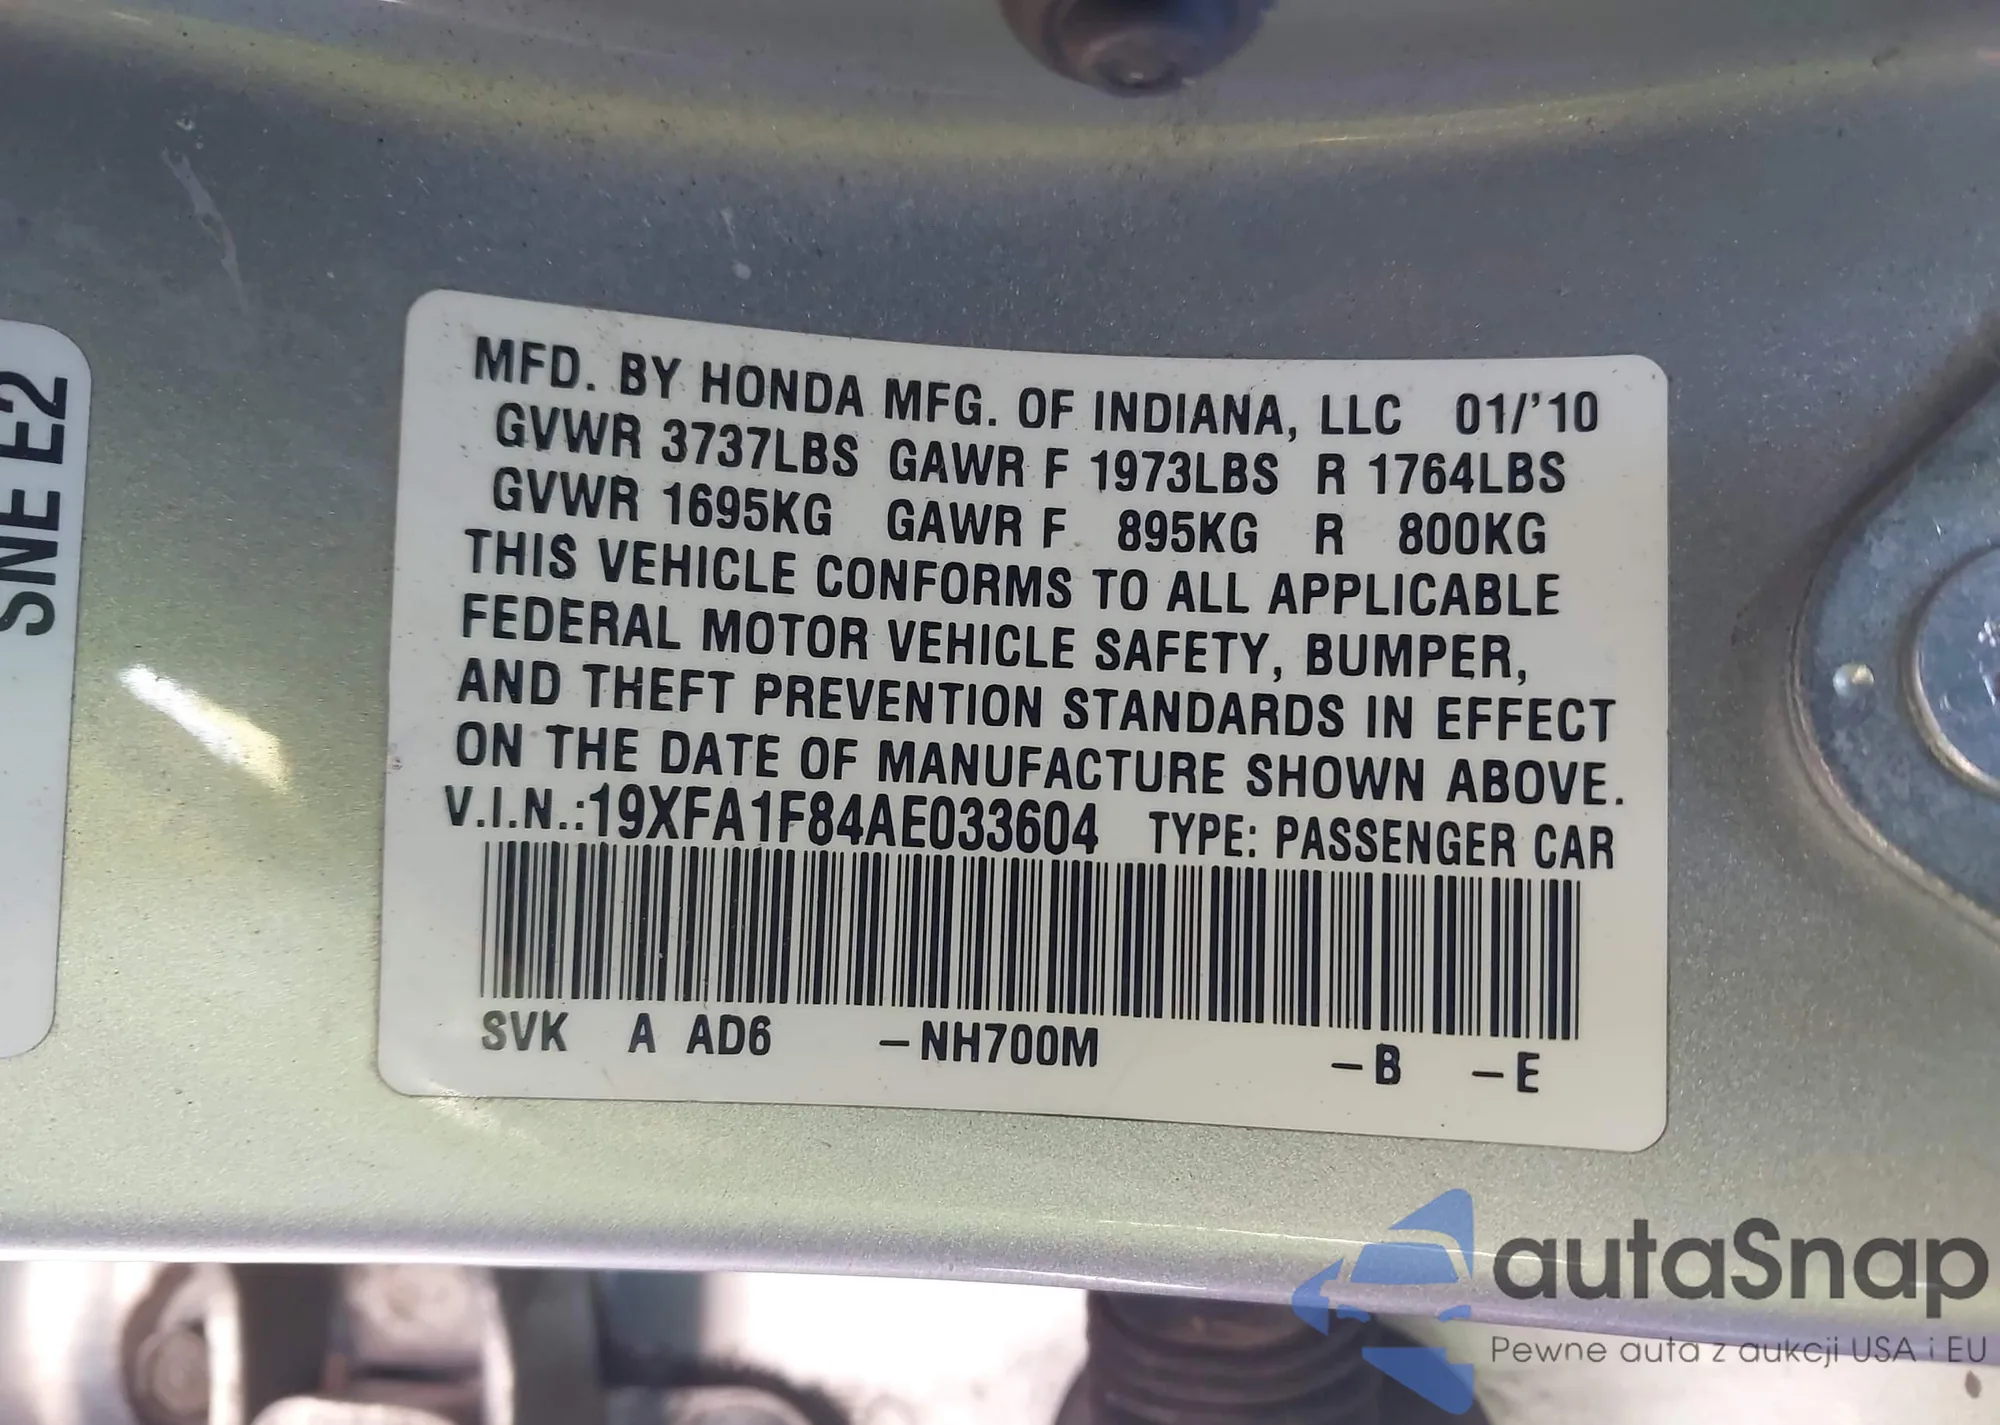 SNE E2
MFD. BY HONDA MFG. OF INDIANA, LLC 01/'10
GVWR 3737LBS GAWR F 1973LBS R 1764LBS
GVWR 1695KG GAWR F 895KG R 800KG
THIS VEHICLE CONFORMS TO ALL APPLICABLE
FEDERAL MOTOR VEHICLE SAFETY, BUMPER,
AND THEFT PREVENTION STANDARDS IN EFFECT
ON THE DATE OF MANUFACTURE SHOWN ABOVE.
V.I.N.:19XFA1F84AE033604 TYPE: PASSENGER CAR
SVK A AD6 –NH700M –B –E
autaSnap
Pewne auta z aukcji USA i EU